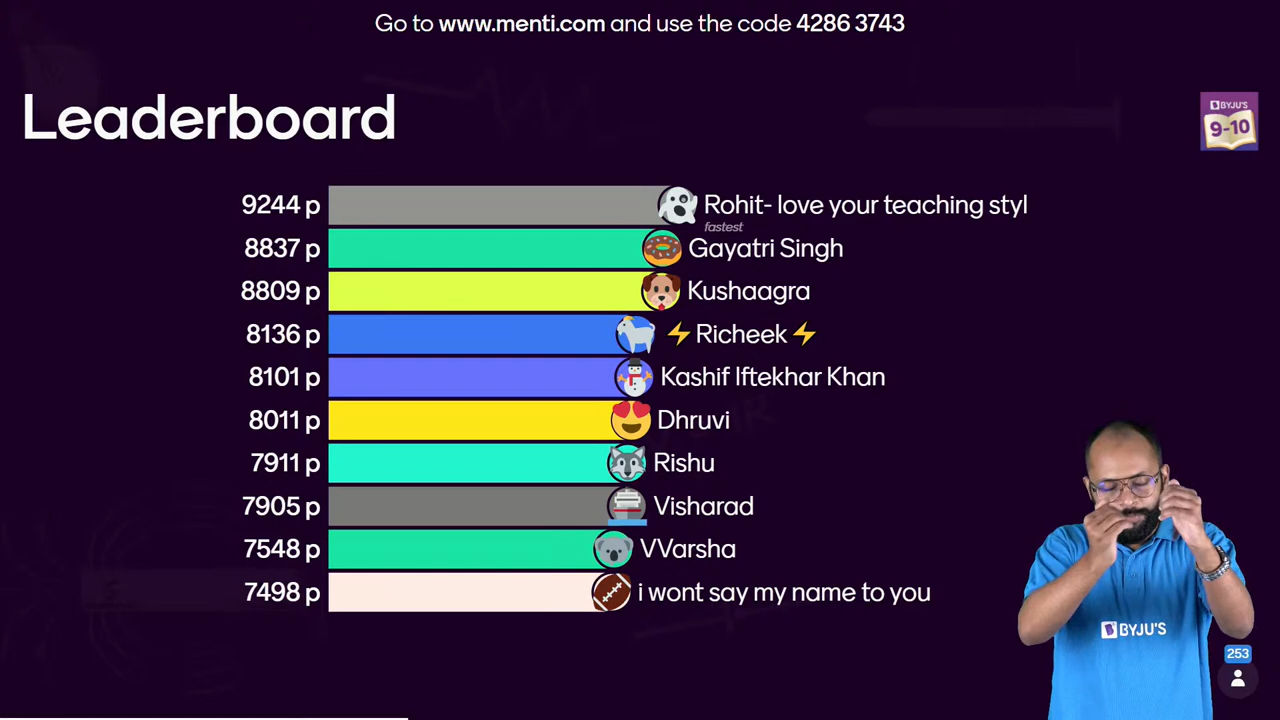 Go to www.menti.com and use the code 4286 3743
Leaderboard
BYJU'S
9-10
9244 p Rohit- love your teaching styl
fastest
8837 p Gayatri Singh
8809 p Kushaagra
8136 p ⚡Richeek⚡
8101 p Kashif Iftekhar Khan
8011 p Dhruvi
7911 p Rishu
7905 p Visharad
7548 p VVarsha
7498 p i wont say my name to you
BYJU'S
253